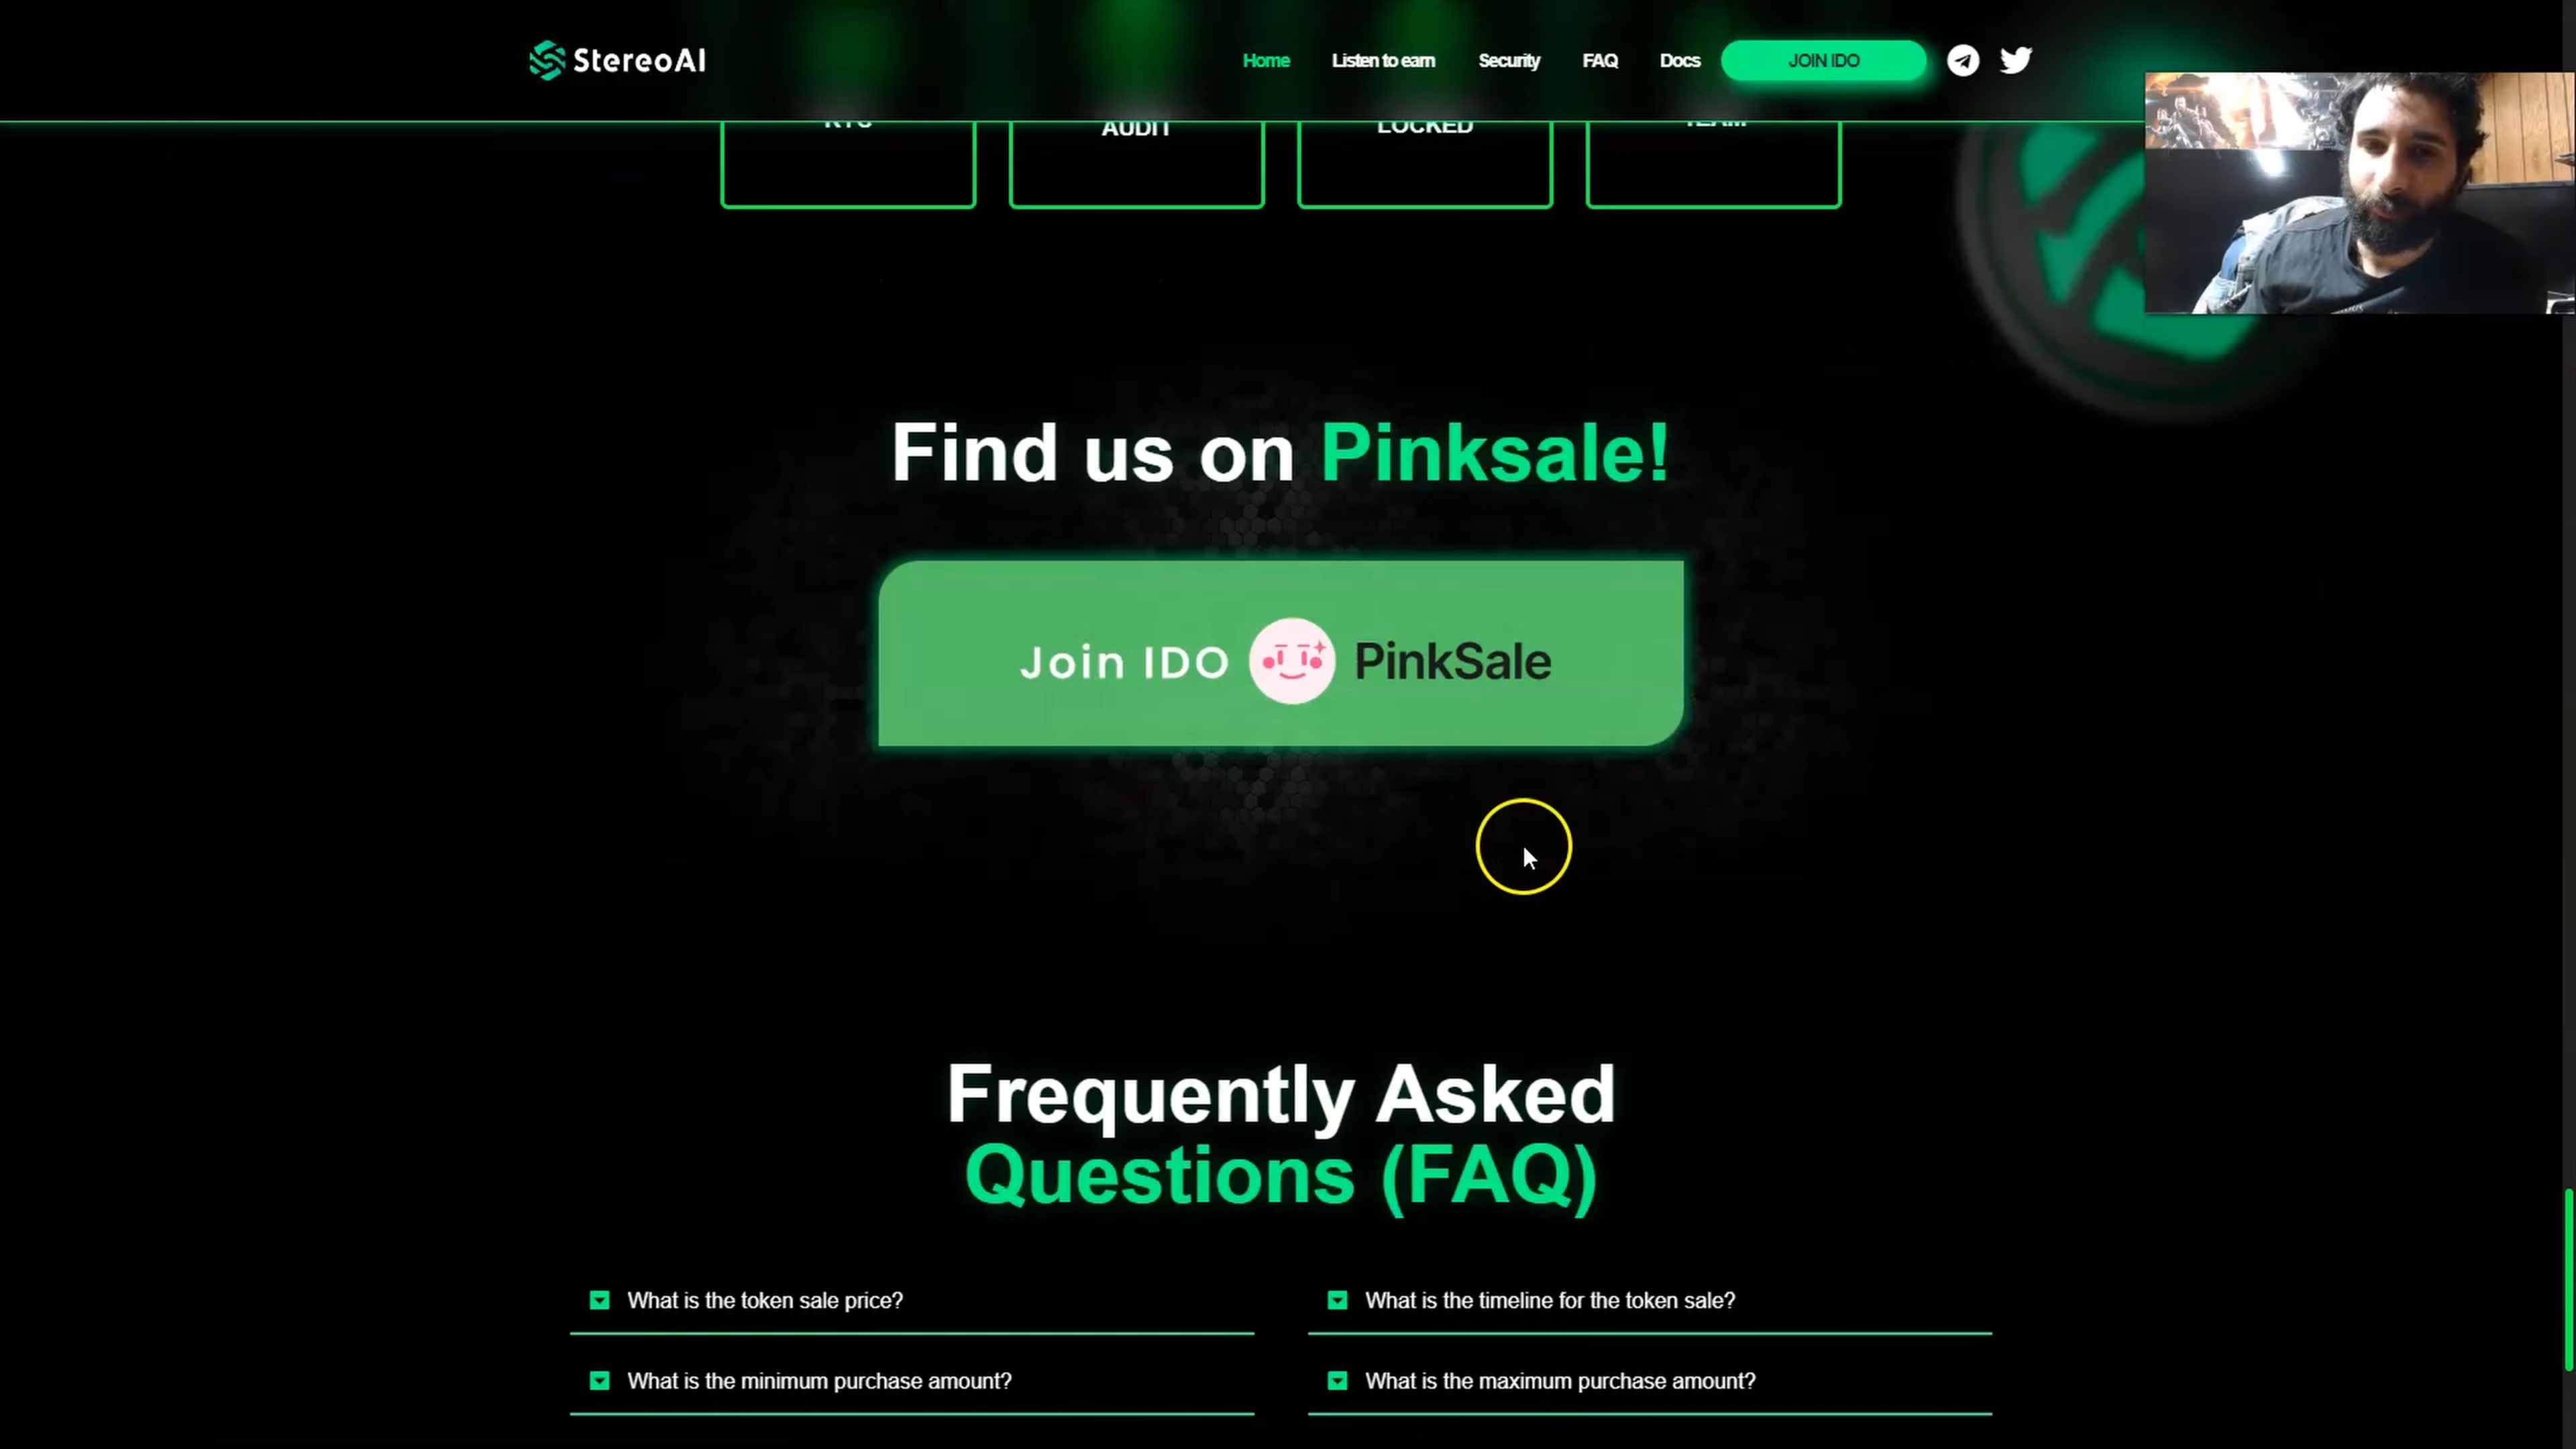 StereoAI
Home Listen to earn Security FAQ Docs JOIN IDO
AUDIT LOCKED
Find us on Pinksale!
Join IDO PinkSale
Frequently Asked
Questions (FAQ)
What is the token sale price? What is the timeline for the token sale?
What is the minimum purchase amount? What is the maximum purchase amount?